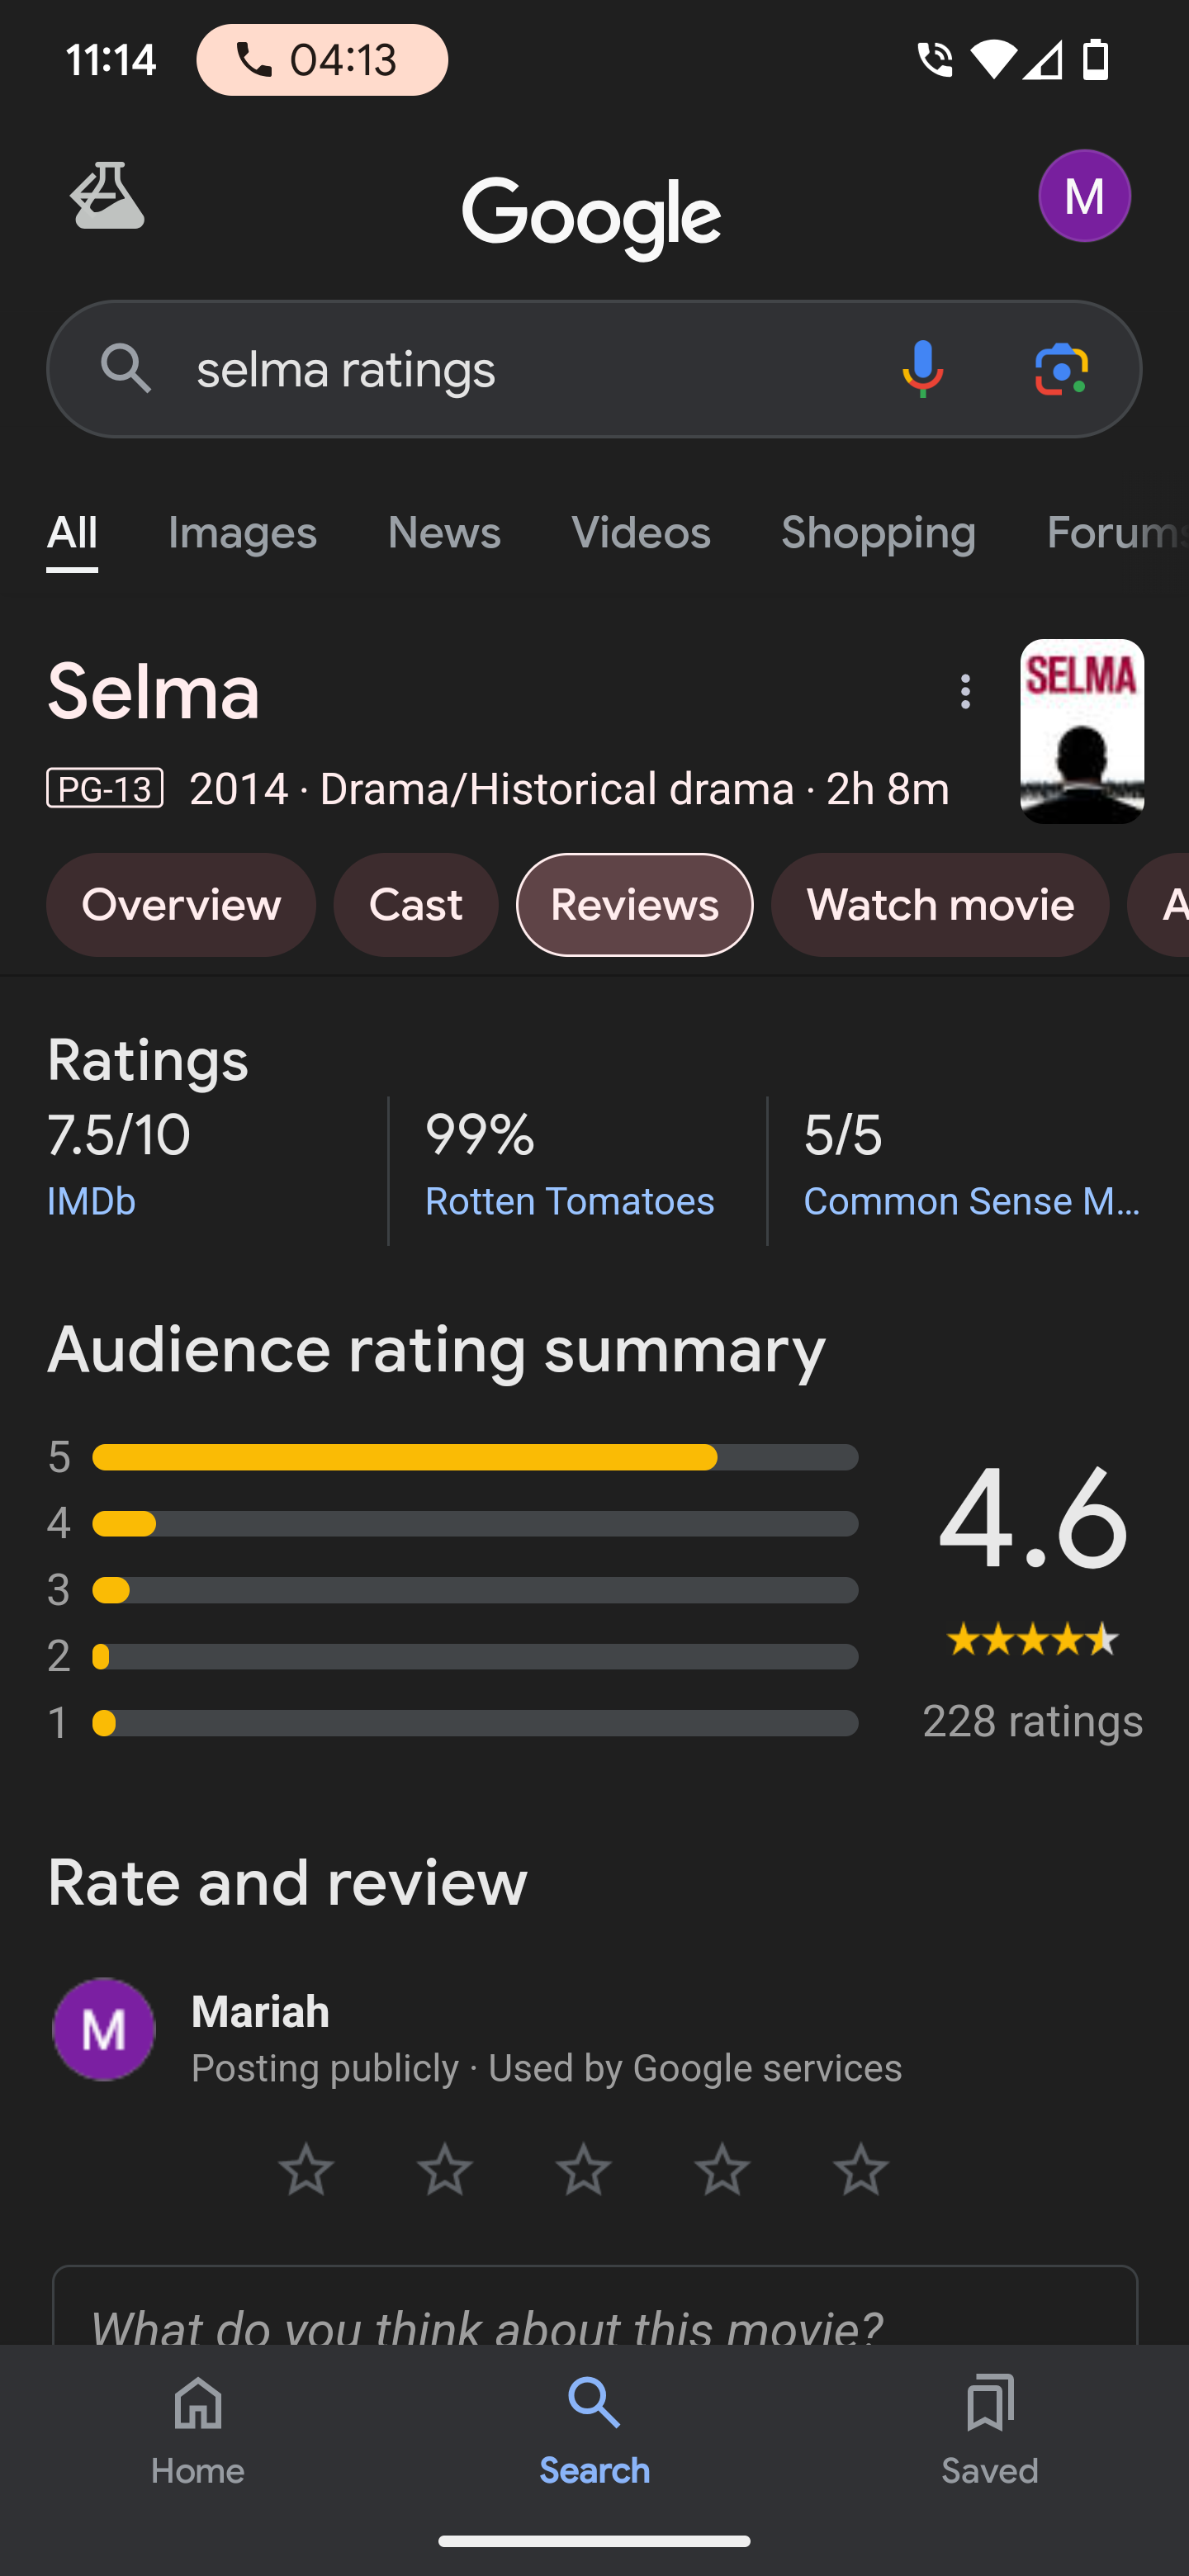 11:14 04:13
Google
M
selma ratings
All Images News Videos Shopping Forums
Selma
SELMA
PG-13 2014 · Drama/Historical drama · 2h 8m
Overview Cast Reviews Watch movie A
Ratings
7.5/10 99% 5/5
IMDb Rotten Tomatoes Common Sense M...
Audience rating summary
5
4
3
2
1
4.6
228 ratings
Rate and review
M
Mariah
Posting publicly · Used by Google services
What do you think about this movie?
Home Search Saved